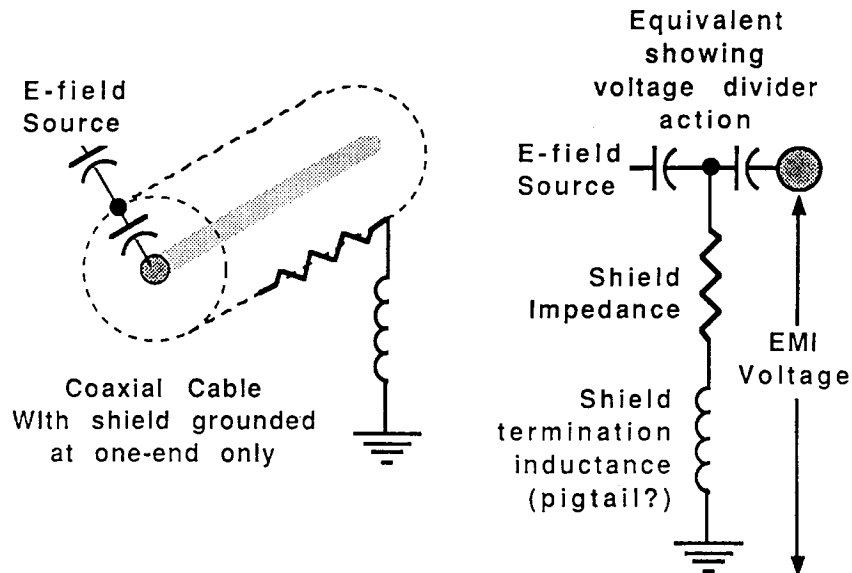 E-field
Source
Coaxial Cable
WIth shield grounded
at one-end only
Equivalent
showing
voltage divider
action
E-field
Source
Shield
Impedance
EMI
Voltage
Shield
termination
inductance
(pigtail?)